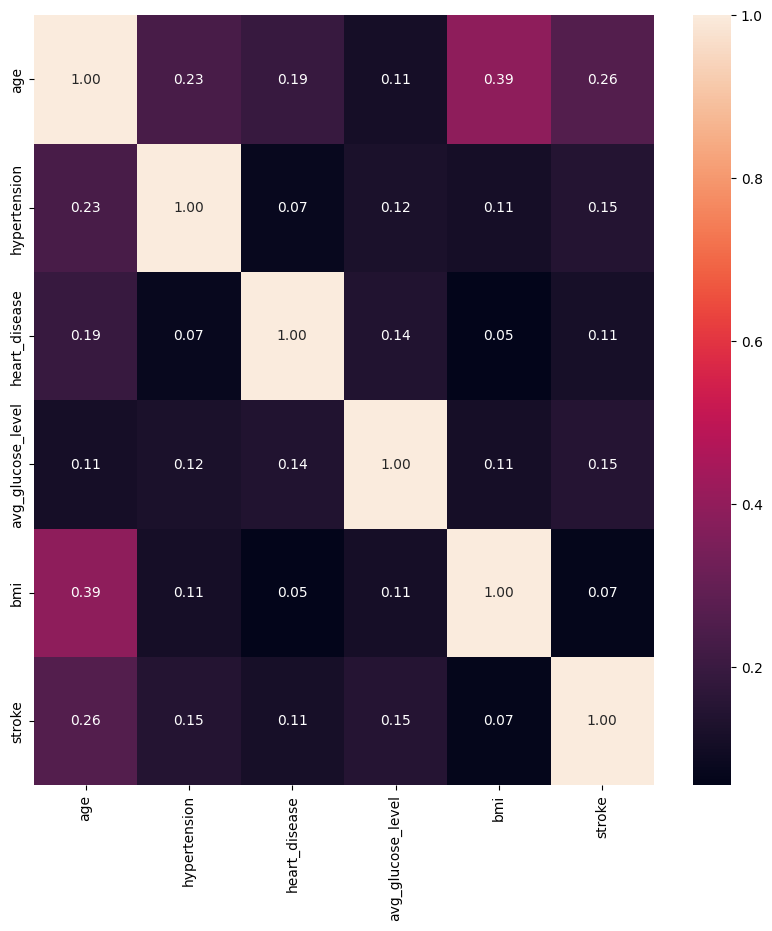 age 1.00 0.23 0.19 0.11 0.39 0.26
hypertension 0.23 1.00 0.07 0.12 0.11 0.15
heart_disease 0.19 0.07 1.00 0.14 0.05 0.11
avg_glucose_level 0.11 0.12 0.14 1.00 0.11 0.15
bmi 0.39 0.11 0.05 0.11 1.00 0.07
stroke 0.26 0.15 0.11 0.15 0.07 1.00
age hypertension heart_disease avg_glucose_level bmi stroke
1.0
0.8
0.6
0.4
0.2